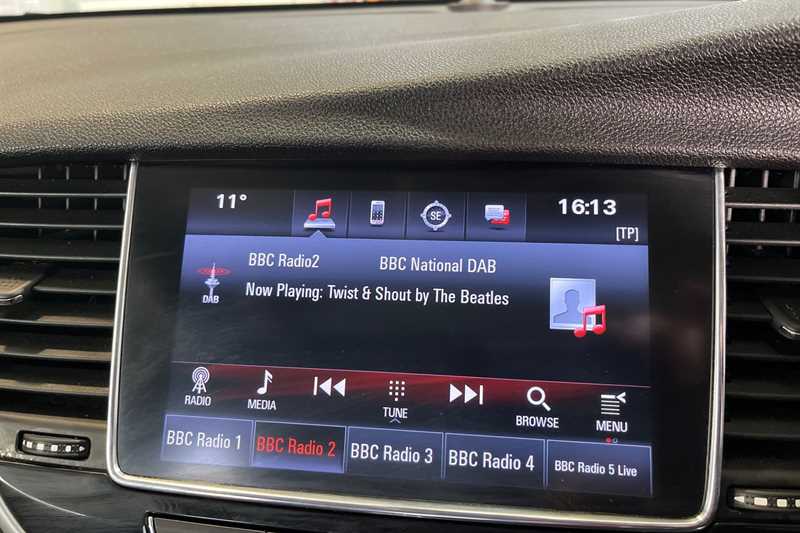 11° SE 16:13
[TP]
BBC Radio2 BBC National DAB
DAB
Now Playing: Twist & Shout by The Beatles
RADIO MEDIA TUNE BROWSE MENU
BBC Radio 1 BBC Radio 2 BBC Radio 3 BBC Radio 4 BBC Radio 5 Live